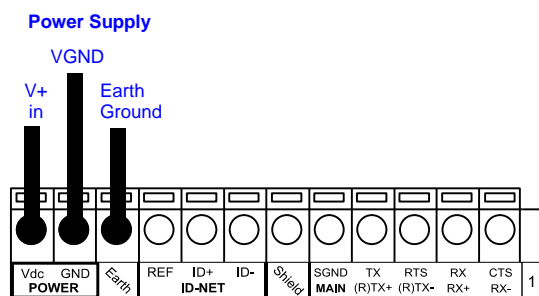 Power Supply
VGND
V+
in
Earth
Ground
Vdc GND Earth REF ID+ ID- Shield SGND TX RTS RX CTS 1
POWER ID-NET MAIN (R)TX+ (R)TX- RX+ RX-